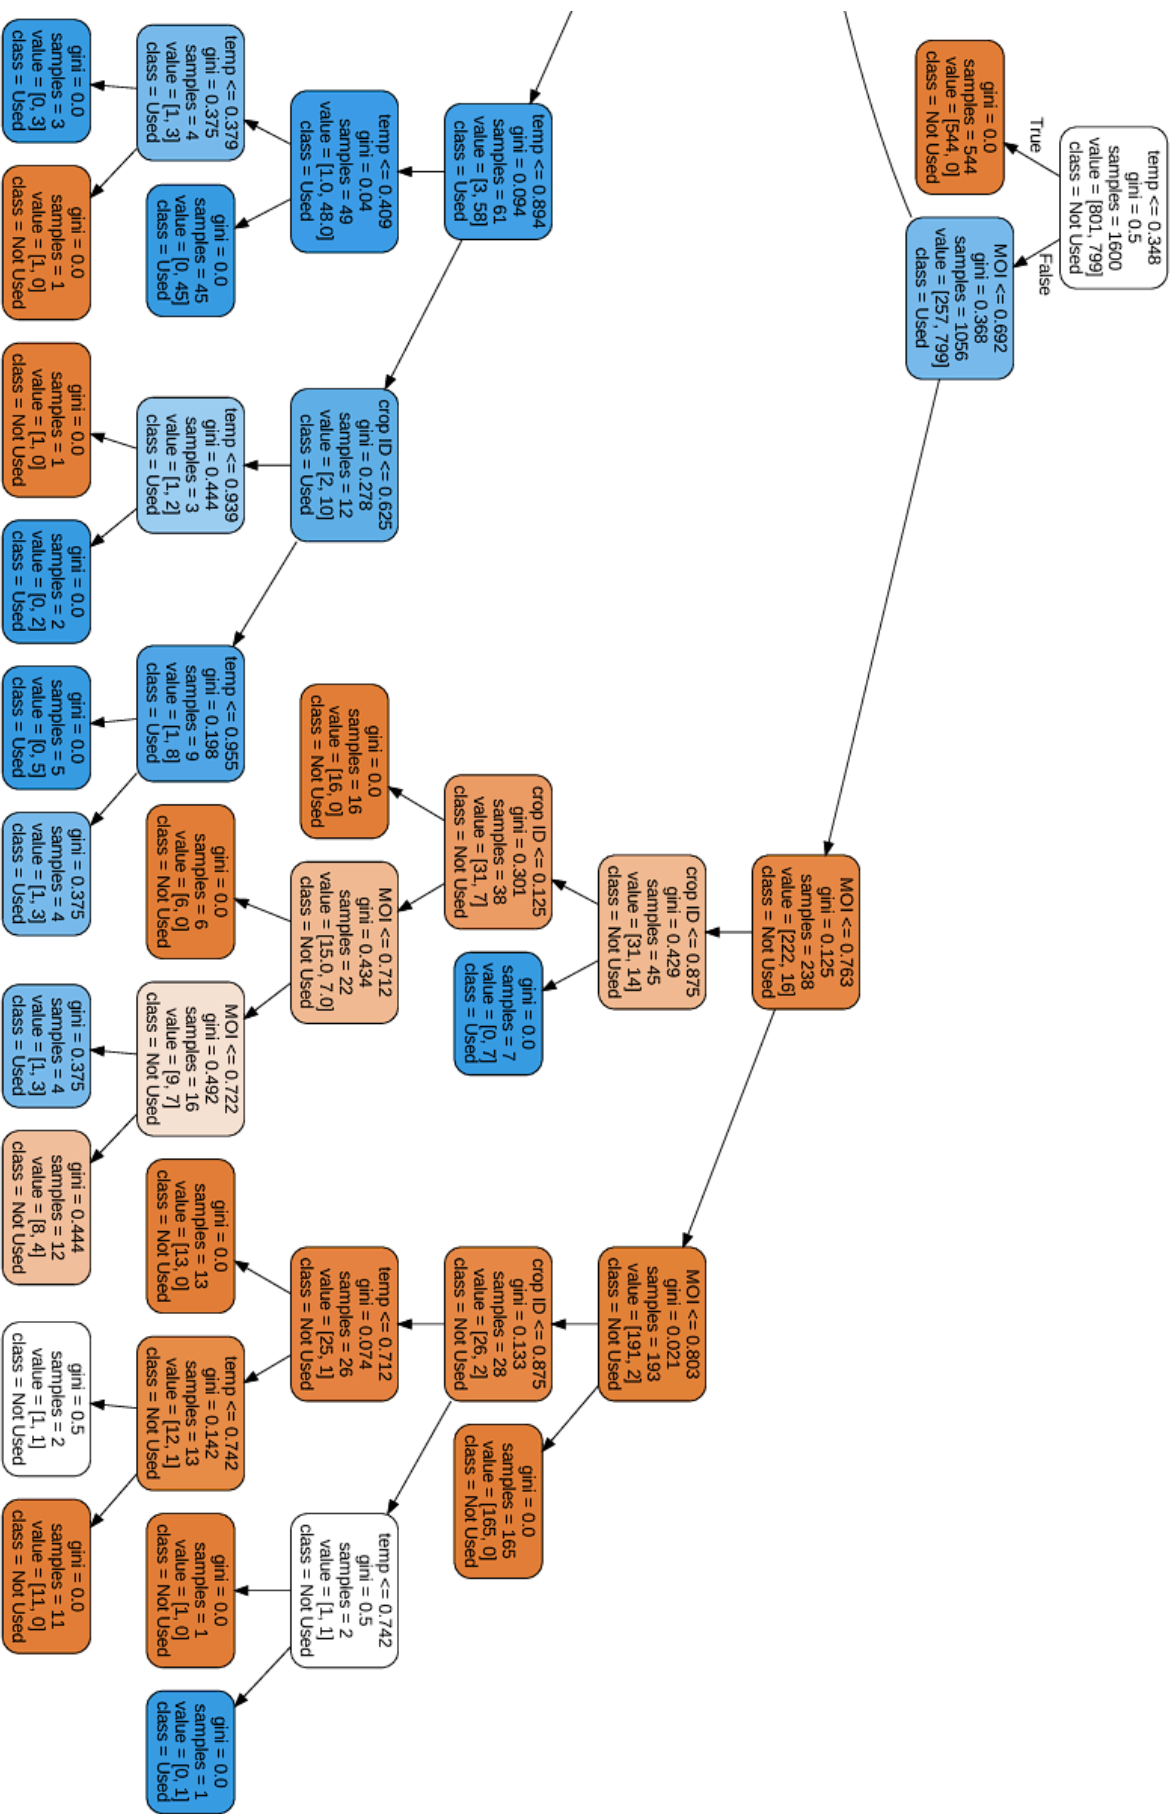 temp <= 0.348
gini = 0.5
samples = 1600
value = [801, 799]
class = Not Used
True
False
gini = 0.0
samples = 544
value = [544, 0]
class = Not Used
MOI <= 0.692
gini = 0.368
samples = 1056
value = [257, 799]
class = Used
MOI <= 0.763
gini = 0.125
samples = 238
value = [222, 16]
class = Not Used
crop ID <= 0.875
gini = 0.429
samples = 45
value = [31, 14]
class = Not Used
MOI <= 0.803
gini = 0.021
samples = 193
value = [191, 2]
class = Not Used
temp <= 0.894
gini = 0.094
samples = 61
value = [3, 58]
class = Used
crop ID <= 0.125
gini = 0.301
samples = 38
value = [31, 7]
class = Not Used
gini = 0.0
samples = 7
value = [0, 7]
class = Used
crop ID <= 0.875
gini = 0.133
samples = 28
value = [26, 2]
class = Not Used
gini = 0.0
samples = 165
value = [165, 0]
class = Not Used
temp <= 0.409
gini = 0.04
samples = 49
value = [1.0, 48.0]
class = Used
crop ID <= 0.625
gini = 0.278
samples = 12
value = [2, 10]
class = Used
gini = 0.0
samples = 16
value = [16, 0]
class = Not Used
MOI <= 0.712
gini = 0.434
samples = 22
value = [15.0, 7.0]
class = Not Used
temp <= 0.712
gini = 0.074
samples = 26
value = [25, 1]
class = Not Used
temp <= 0.742
gini = 0.5
samples = 2
value = [1, 1]
class = Not Used
temp <= 0.379
gini = 0.375
samples = 4
value = [1, 3]
class = Used
gini = 0.0
samples = 45
value = [0, 45]
class = Used
temp <= 0.939
gini = 0.444
samples = 3
value = [1, 2]
class = Used
temp <= 0.955
gini = 0.198
samples = 9
value = [1, 8]
class = Used
gini = 0.0
samples = 6
value = [6, 0]
class = Not Used
MOI <= 0.722
gini = 0.492
samples = 16
value = [9, 7]
class = Not Used
gini = 0.0
samples = 13
value = [13, 0]
class = Not Used
temp <= 0.742
gini = 0.142
samples = 13
value = [12, 1]
class = Not Used
gini = 0.0
samples = 1
value = [1, 0]
class = Not Used
gini = 0.0
samples = 1
value = [0, 1]
class = Used
gini = 0.0
samples = 3
value = [0, 3]
class = Used
gini = 0.0
samples = 1
value = [1, 0]
class = Not Used
gini = 0.0
samples = 1
value = [1, 0]
class = Not Used
gini = 0.0
samples = 2
value = [0, 2]
class = Used
gini = 0.0
samples = 5
value = [0, 5]
class = Used
gini = 0.375
samples = 4
value = [1, 3]
class = Used
gini = 0.375
samples = 4
value = [1, 3]
class = Used
gini = 0.444
samples = 12
value = [8, 4]
class = Not Used
gini = 0.5
samples = 2
value = [1, 1]
class = Not Used
gini = 0.0
samples = 11
value = [11, 0]
class = Not Used